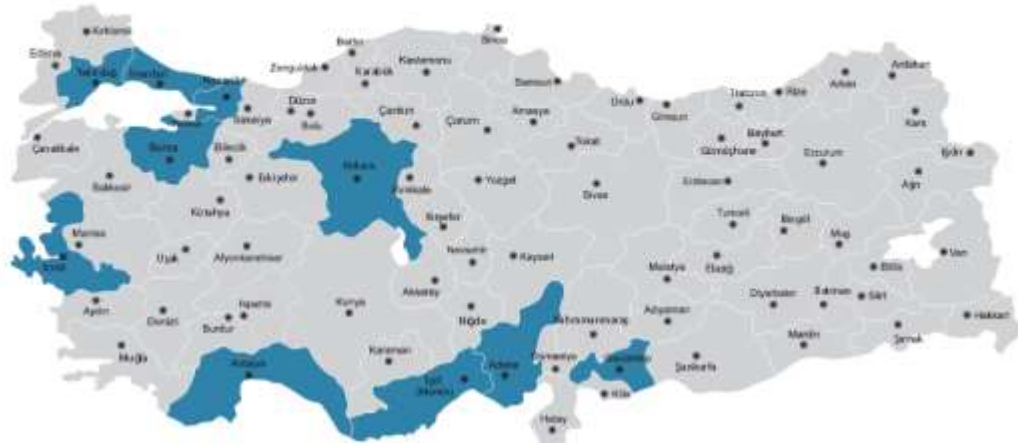 Kırklareli
Edirne
Tekirdağ
İstanbul
Zonguldak
Bartın
Karabük
Kastamonu
Sinop
Samsun
Ordu
Giresun
Trabzon
Rize
Artvin
Ardahan
Kars
Iğdır
Sakarya
Düzce
Bolu
Çankırı
Çorum
Amasya
Tokat
Gümüşhane
Bayburt
Erzurum
Ağrı
Çanakkale
Bursa
Bilecik
Eskişehir
Ankara
Kırıkkale
Yozgat
Sivas
Erzincan
Balıkesir
Kütahya
Kırşehir
Tunceli
Bingöl
Muş
Manisa
İzmir
Uşak
Afyonkarahisar
Nevşehir
Kayseri
Malatya
Elazığ
Bitlis
Van
Aydın
Denizli
Isparta
Burdur
Konya
Aksaray
Niğde
Kahramanmaraş
Adıyaman
Diyarbakır
Batman
Siirt
Hakkari
Muğla
Antalya
Karaman
Adana
Osmaniye
Şanlıurfa
Mardin
Şırnak
Kilis
Hatay